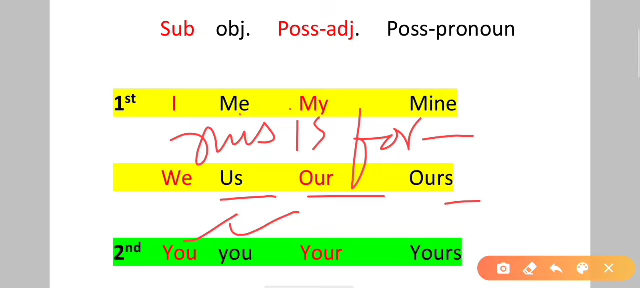 Sub obj. Poss-adj. Poss-pronoun
1st I Me My Mine
This is for
We Us Our Ours
2nd You you Your Yours